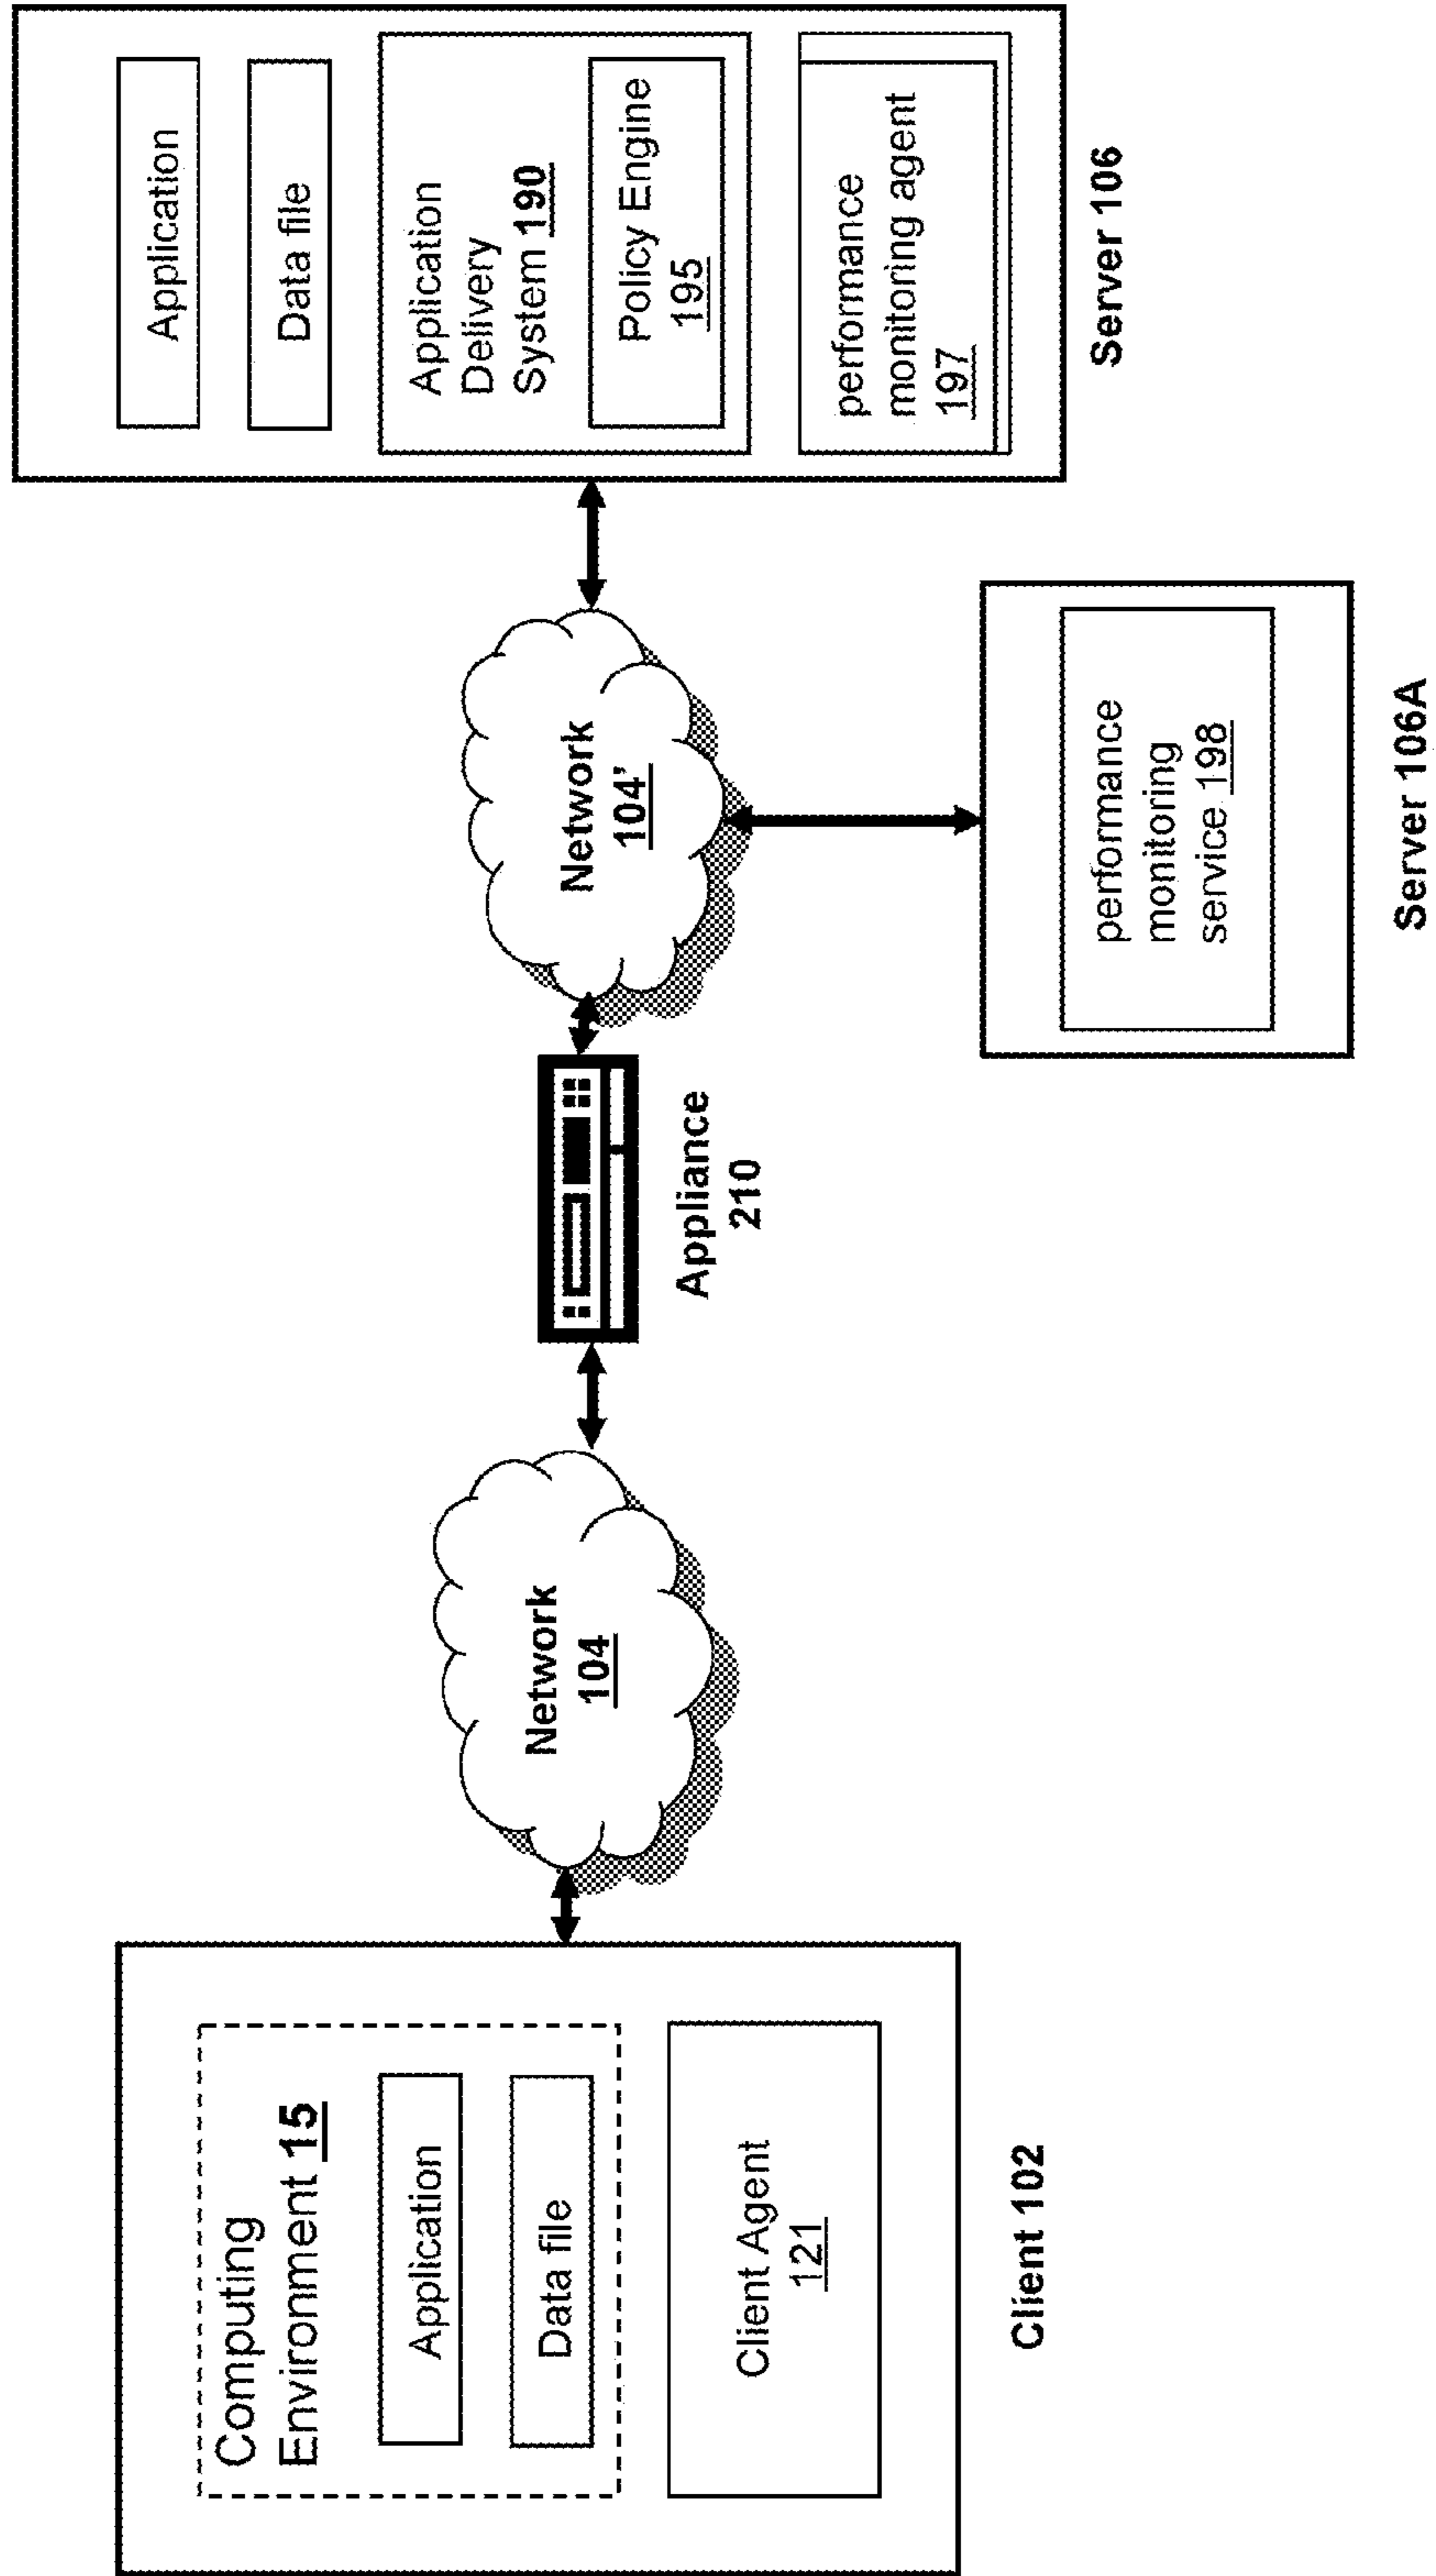 Computing
Environment 15
Application
Data file
Client Agent
121
Client 102
Network
104
Appliance
210
Network
104'
performance
monitoring
service 198
Server 106A
Application
Data file
Application
Delivery
System 190
Policy Engine
195
performance
monitoring agent
197
Server 106